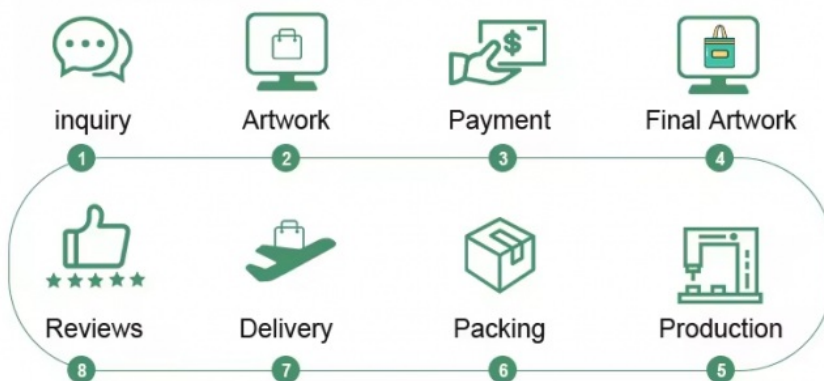 inquiry Artwork Payment Final Artwork
1 2 3 4
Reviews Delivery Packing Production
8 7 6 5